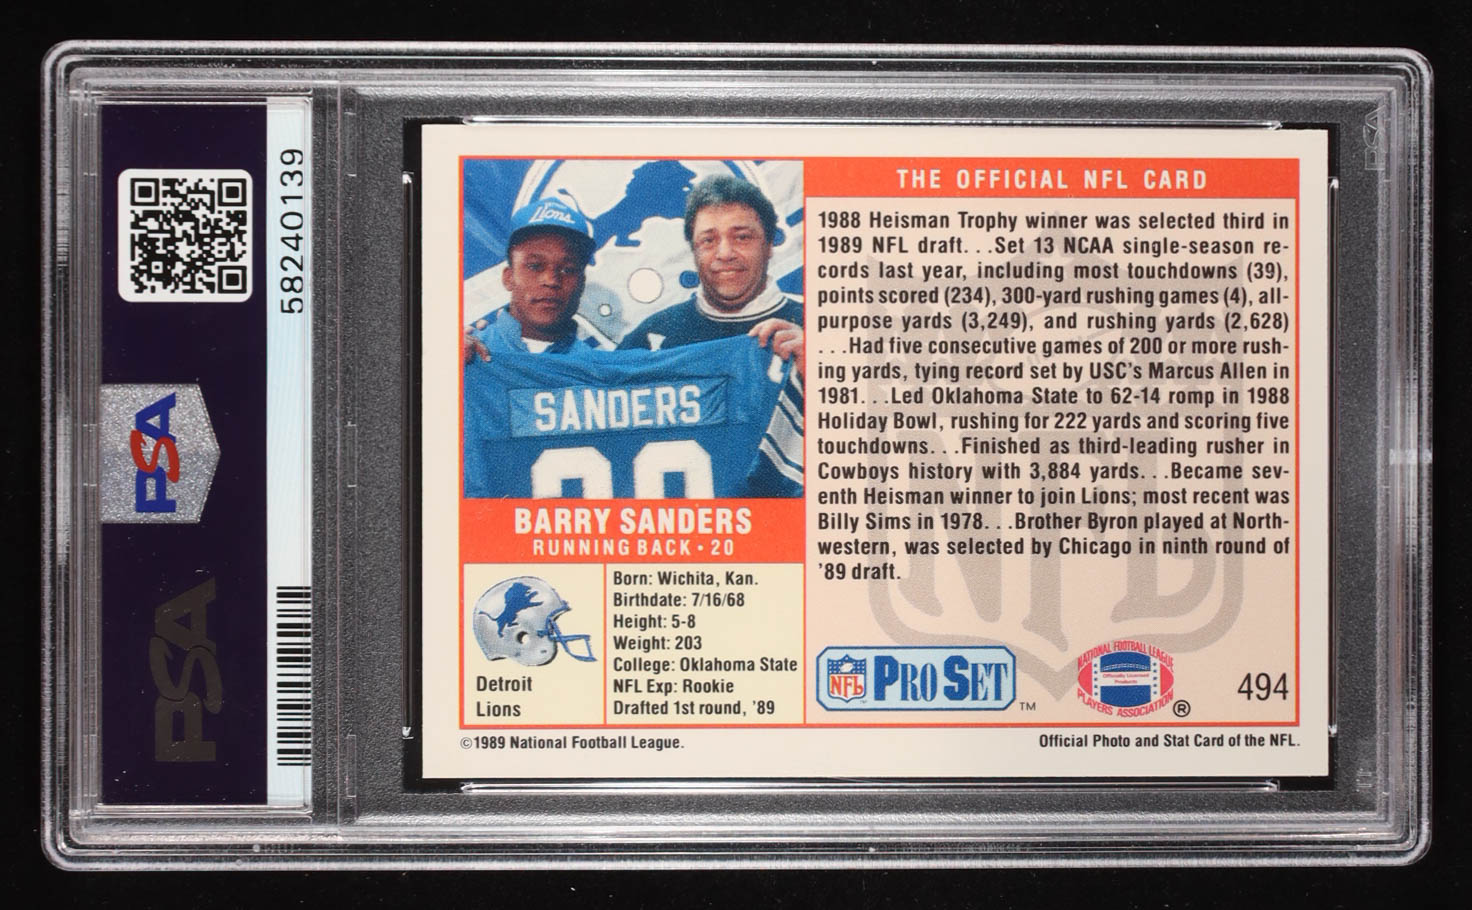 58240139
PSA
PSA
PSA
Lions
SANDERS
20
BARRY SANDERS
RUNNING BACK • 20
Detroit
Lions
Born: Wichita, Kan.
Birthdate: 7/16/68
Height: 5-8
Weight: 203
College: Oklahoma State
NFL Exp: Rookie
Drafted 1st round, '89
THE OFFICIAL NFL CARD
1988 Heisman Trophy winner was selected third in
1989 NFL draft. . .Set 13 NCAA single-season re-
cords last year, including most touchdowns (39),
points scored (234), 300-yard rushing games (4), all-
purpose yards (3,249), and rushing yards (2,628)
. . .Had five consecutive games of 200 or more rush-
ing yards, tying record set by USC's Marcus Allen in
1981. . .Led Oklahoma State to 62-14 romp in 1988
Holiday Bowl, rushing for 222 yards and scoring five
touchdowns. . .Finished as third-leading rusher in
Cowboys history with 3,884 yards. . .Became sev-
enth Heisman winner to join Lions; most recent was
Billy Sims in 1978. . .Brother Byron played at North-
western, was selected by Chicago in ninth round of
'89 draft.
NFL
NFL PRO SET TM
NATIONAL FOOTBALL LEAGUE
Officially Licensed
Products
PLAYERS ASSOCIATION ®
494
©1989 National Football League.
Official Photo and Stat Card of the NFL.